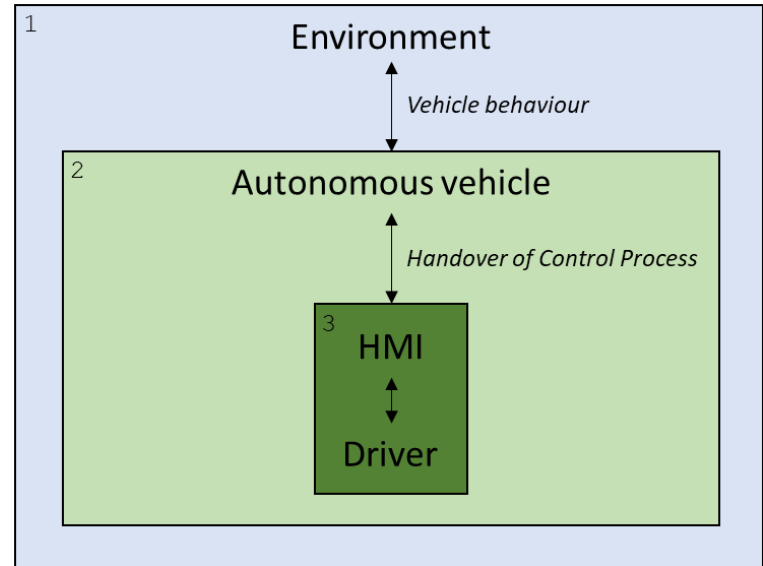 1
Environment
Vehicle behaviour
2
Autonomous vehicle
Handover of Control Process
3
HMI
Driver